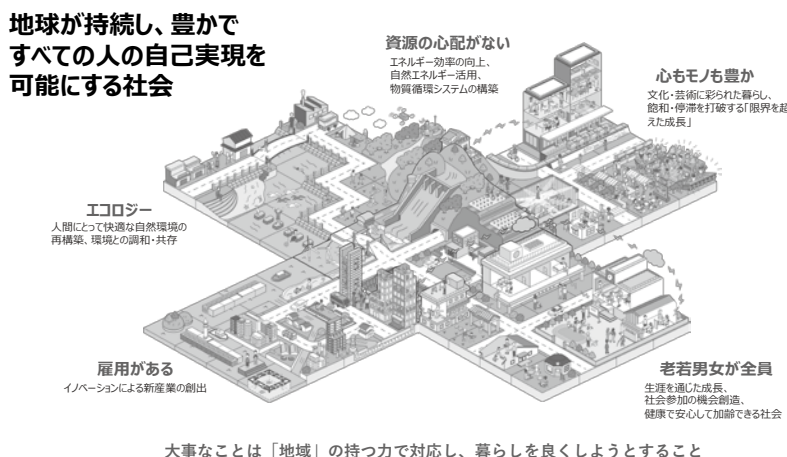 地球が持続し、豊かで
すべての人の自己実現を
可能にする社会
資源の心配がない
エネルギー効率の向上、
自然エネルギー活用、
物質循環システムの構築
心もモノも豊か
文化・芸術に彩られた暮らし、
飽和・停滞を打破する「限界を超
えた成長」
エコロジー
人間にとって快適な自然環境の
再構築、環境との調和・共存
雇用がある
イノベーションによる新産業の創出
老若男女が全員
生涯を通じた成長、
社会参加の機会創造、
健康で安心して加齢できる社会
大事なことは「地域」の持つ力で対応し、暮らしを良くしようとすること